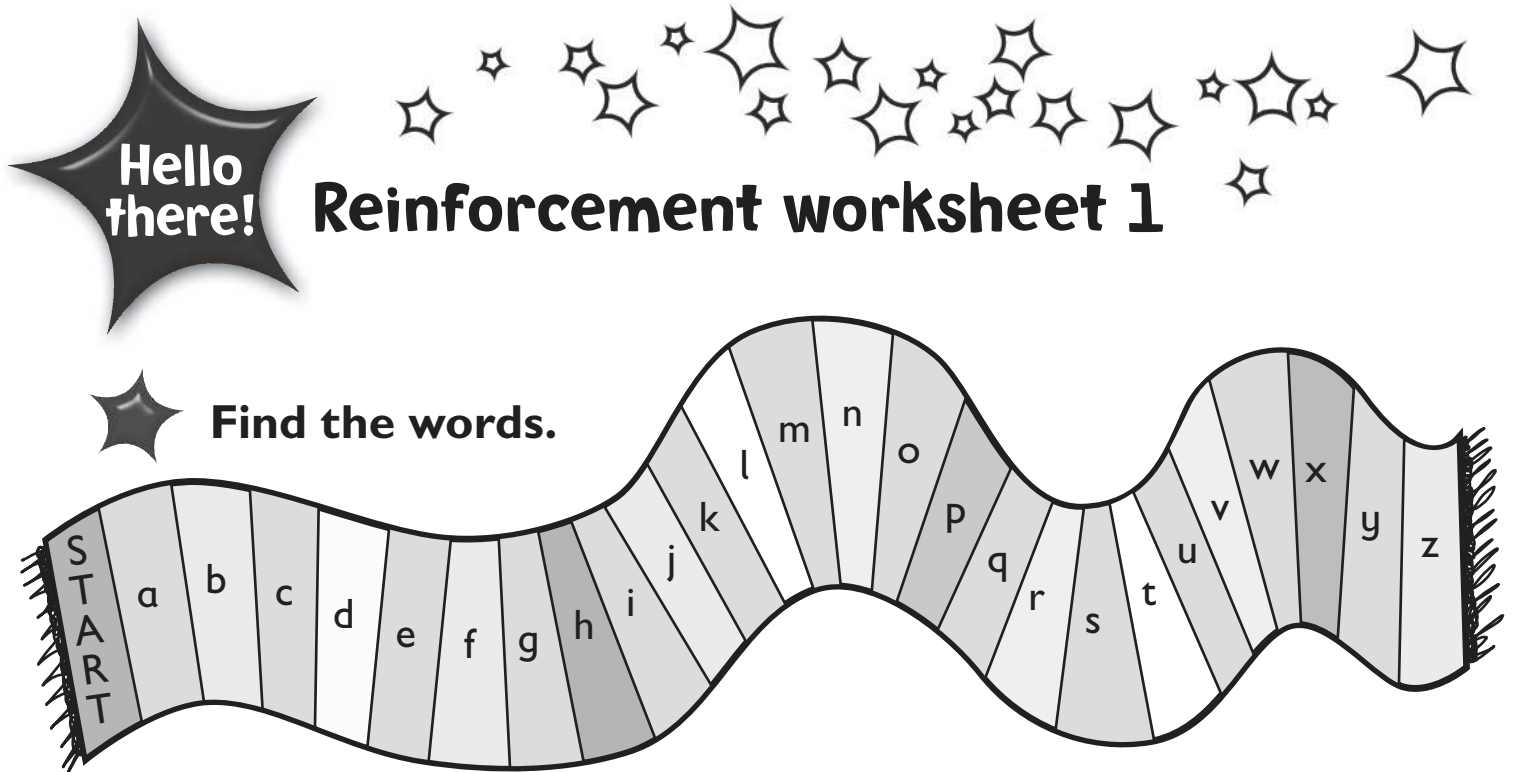 Hello
there!
Reinforcement worksheet 1
Find the words.
START
a b c d e f g h i j k l m n o p q r s t u v w x y z